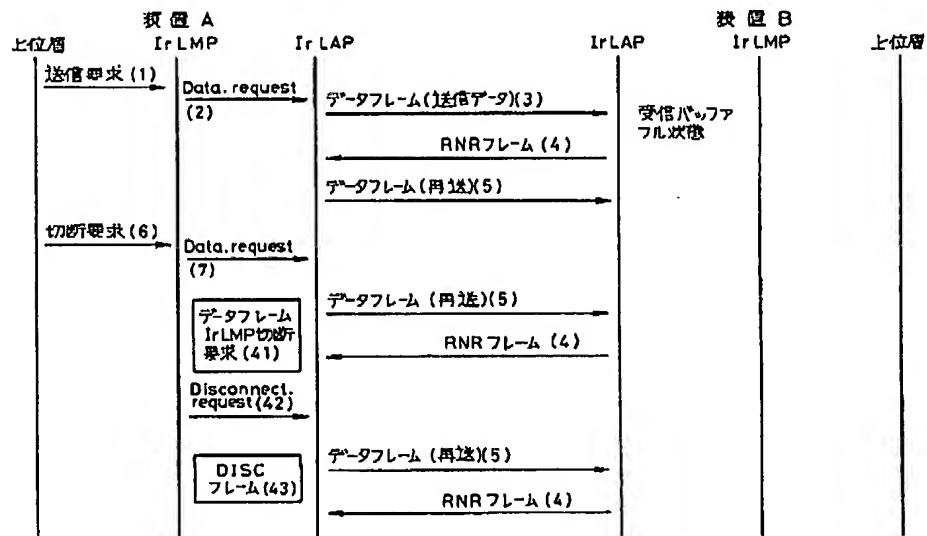 装置A
装置B
上位層
IrLMP
IrLAP
IrLAP
IrLMP
上位層
送信要求(1)
Data.request
(2)
データフレーム(送信データ)(3)
受信バッファ
フル状態
RNRフレーム(4)
データフレーム(再送)(5)
切断要求(6)
Data.request
(7)
データフレーム(再送)(5)
データフレーム
IrLMP切断
要求(41)
RNRフレーム(4)
Disconnect.
request(42)
データフレーム(再送)(5)
DISC
フレーム(43)
RNRフレーム(4)